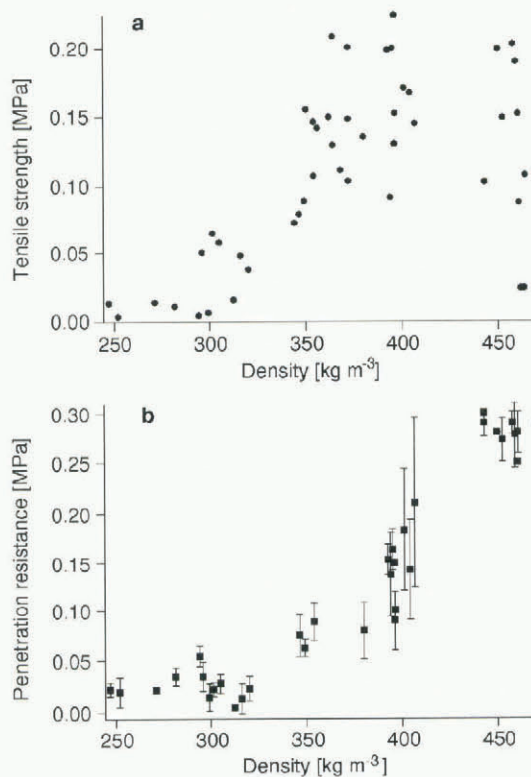 a
Tensile strength [MPa]
0.20
0.15
0.10
0.05
0.00
250 300 350 400 450
Density [kg m-3]
b
Penetration resistance [MPa]
0.30
0.25
0.20
0.15
0.10
0.05
0.00
250 300 350 400 450
Density [kg m-3]